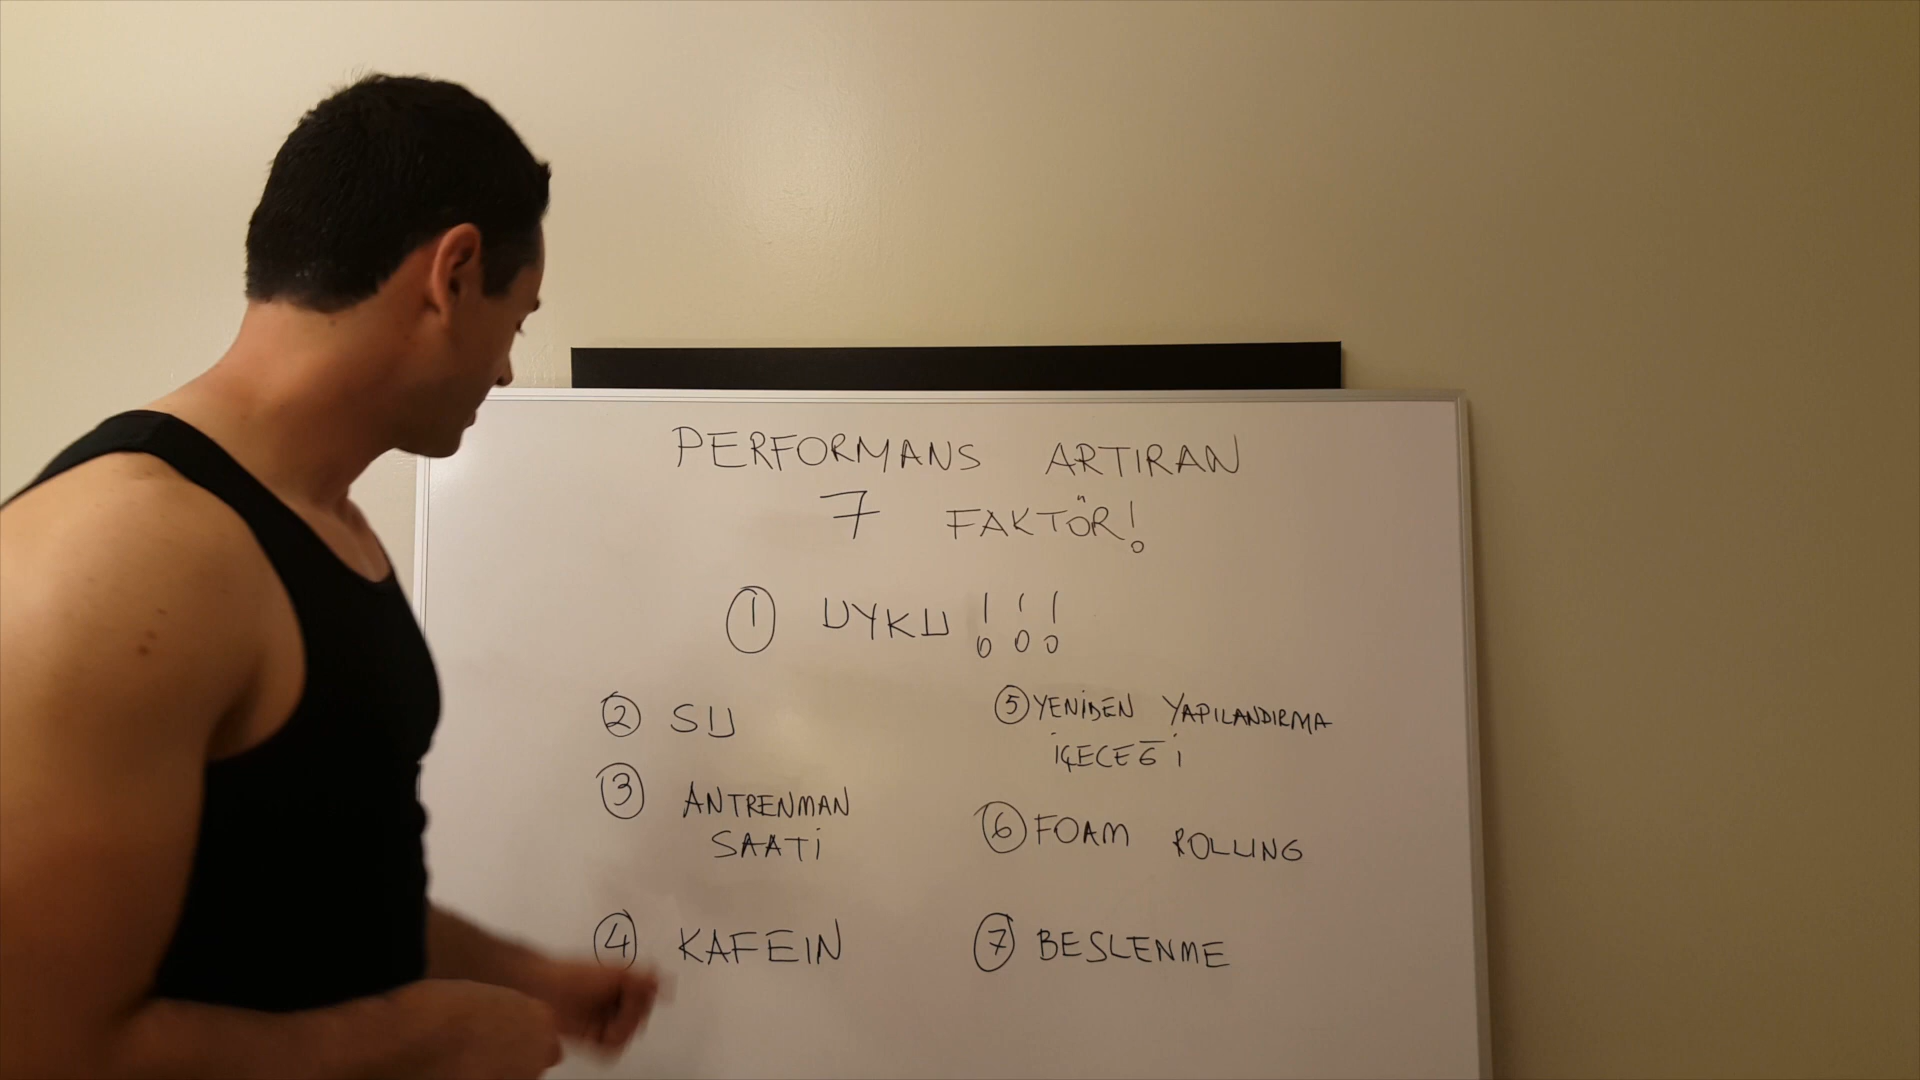 PERFORMANS ARTIRAN
7 FAKTÖR!
① UYKU !!!
② SU
③ ANTRENMAN
SAATİ
④ KAFEIN
⑤ YENİDEN YAPILANDIRMA
İÇECEĞİ
⑥ FOAM ROLLING
⑦ BESLENME